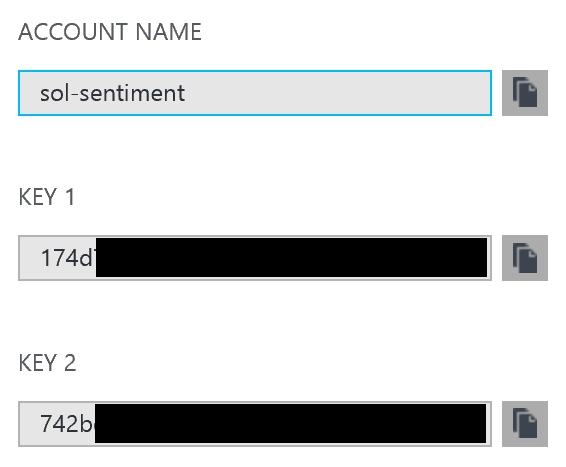 ACCOUNT NAME
sol-sentiment
KEY 1
174d
KEY 2
742b